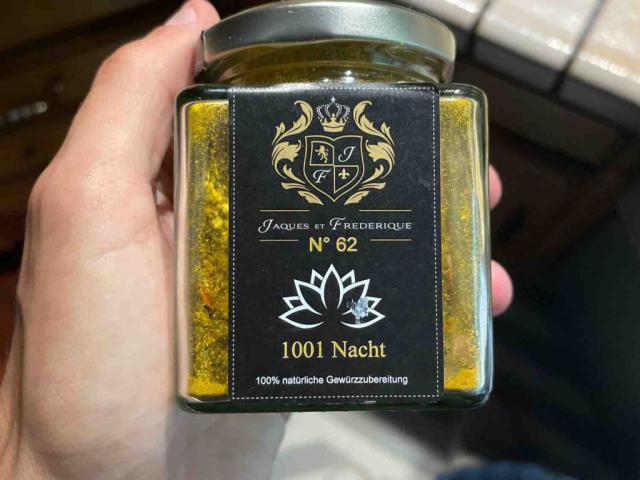 J
F
JAQUES ET FREDERIQUE
N° 62
1001 Nacht
100% natürliche Gewürzzubereitung